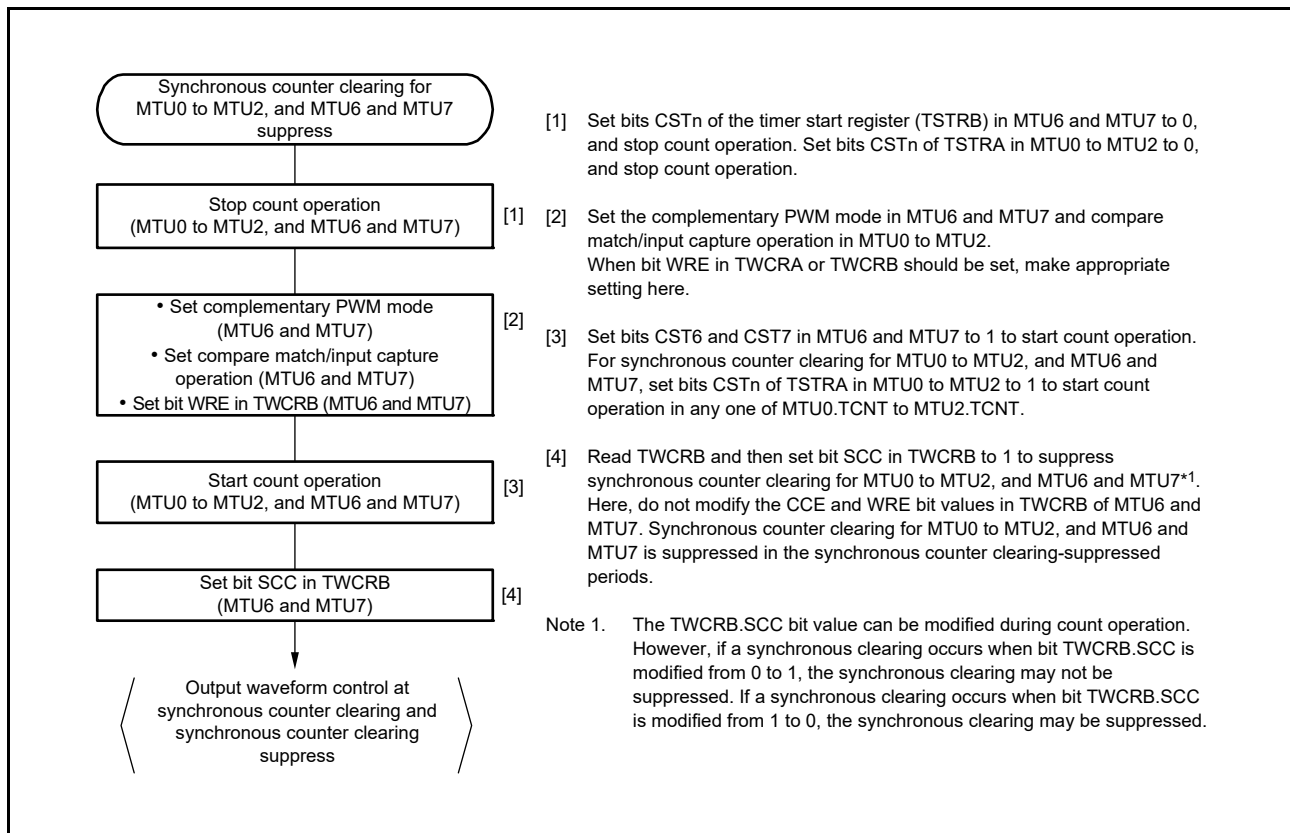 Synchronous counter clearing for
MTU0 to MTU2, and MTU6 and MTU7
suppress
Stop count operation
(MTU0 to MTU2, and MTU6 and MTU7)
[1]
• Set complementary PWM mode
(MTU6 and MTU7)
• Set compare match/input capture
operation (MTU6 and MTU7)
• Set bit WRE in TWCRB (MTU6 and MTU7)
[2]
Start count operation
(MTU0 to MTU2, and MTU6 and MTU7)
[3]
Set bit SCC in TWCRB
(MTU6 and MTU7)
[4]
Output waveform control at
synchronous counter clearing and
synchronous counter clearing
suppress
[1] Set bits CSTn of the timer start register (TSTRB) in MTU6 and MTU7 to 0,
and stop count operation. Set bits CSTn of TSTRA in MTU0 to MTU2 to 0,
and stop count operation.
[2] Set the complementary PWM mode in MTU6 and MTU7 and compare
match/input capture operation in MTU0 to MTU2.
When bit WRE in TWCRA or TWCRB should be set, make appropriate
setting here.
[3] Set bits CST6 and CST7 in MTU6 and MTU7 to 1 to start count operation.
For synchronous counter clearing for MTU0 to MTU2, and MTU6 and
MTU7, set bits CSTn of TSTRA in MTU0 to MTU2 to 1 to start count
operation in any one of MTU0.TCNT to MTU2.TCNT.
[4] Read TWCRB and then set bit SCC in TWCRB to 1 to suppress
synchronous counter clearing for MTU0 to MTU2, and MTU6 and MTU7*1.
Here, do not modify the CCE and WRE bit values in TWCRB of MTU6 and
MTU7. Synchronous counter clearing for MTU0 to MTU2, and MTU6 and
MTU7 is suppressed in the synchronous counter clearing-suppressed
periods.
Note 1. The TWCRB.SCC bit value can be modified during count operation.
However, if a synchronous clearing occurs when bit TWCRB.SCC is
modified from 0 to 1, the synchronous clearing may not be
suppressed. If a synchronous clearing occurs when bit TWCRB.SCC
is modified from 1 to 0, the synchronous clearing may be suppressed.